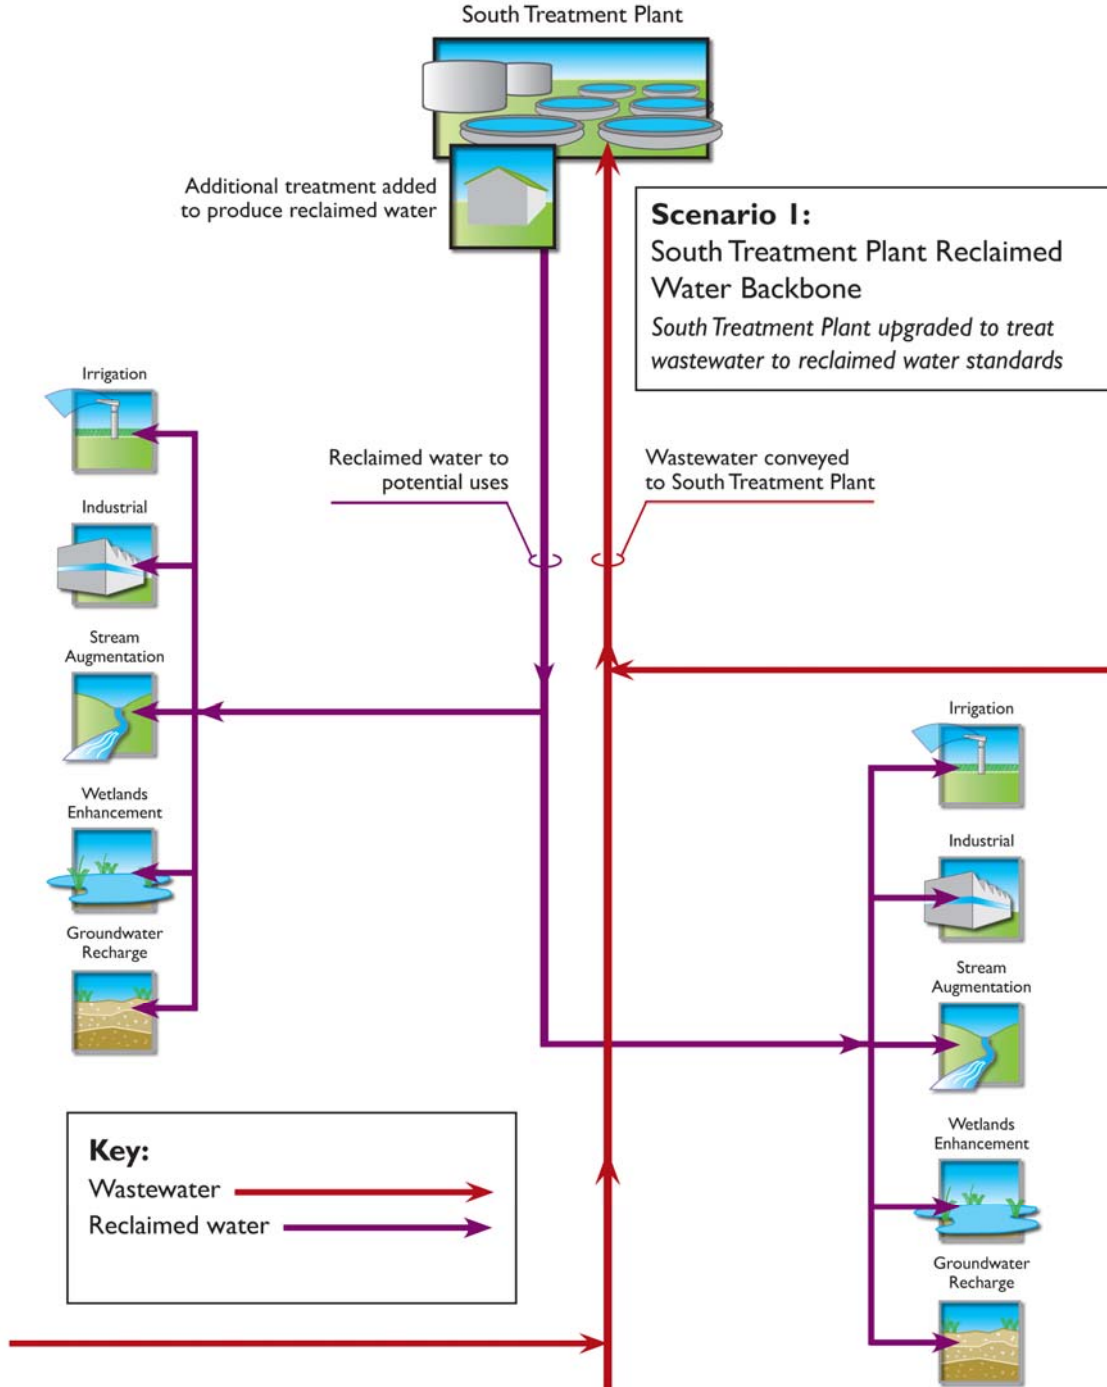 South Treatment Plant
Additional treatment added
to produce reclaimed water
Scenario 1:
South Treatment Plant Reclaimed
Water Backbone
South Treatment Plant upgraded to treat
wastewater to reclaimed water standards
Irrigation
Industrial
Stream
Augmentation
Wetlands
Enhancement
Groundwater
Recharge
Reclaimed water to
potential uses
Wastewater conveyed
to South Treatment Plant
Irrigation
Industrial
Stream
Augmentation
Wetlands
Enhancement
Groundwater
Recharge
Key:
Wastewater
Reclaimed water